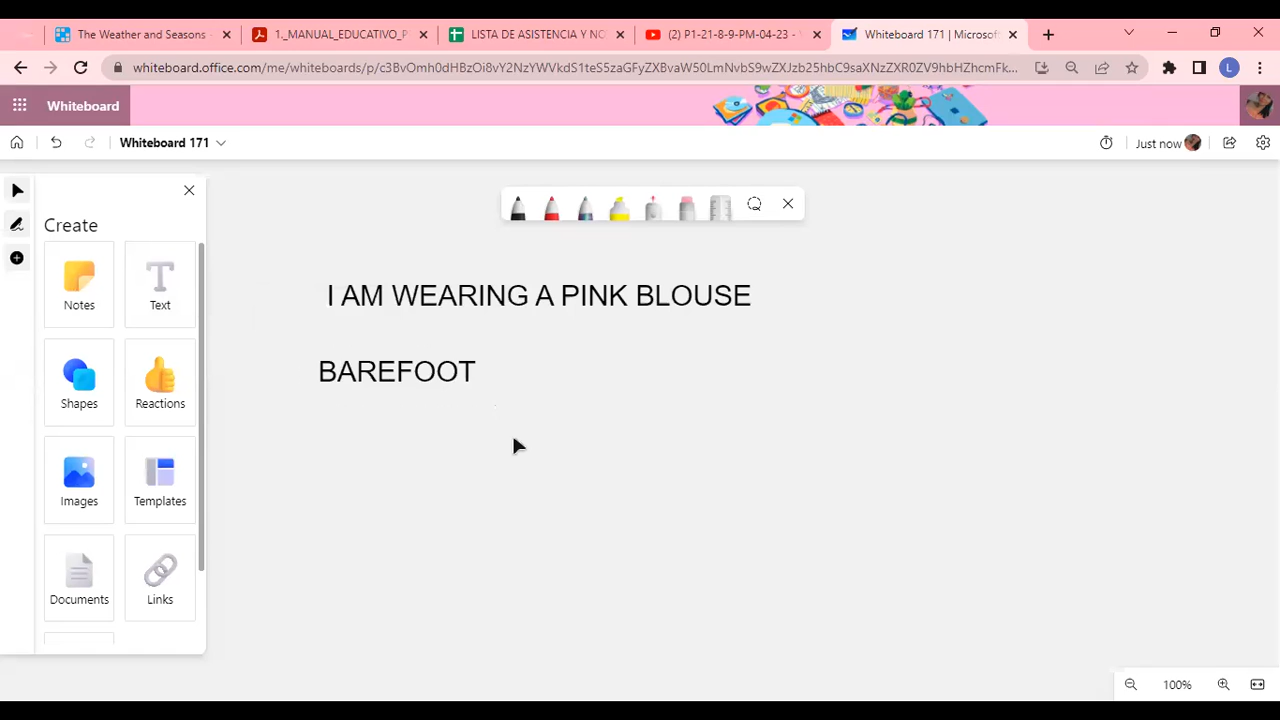 The Weather and Seasons
1._MANUAL_EDUCATIVO_P
LISTA DE ASISTENCIA Y NO
(2) P1-21-8-9-PM-04-23 -
Whiteboard 171 | Microsof
whiteboard.office.com/me/whiteboards/p/
L
Whiteboard
Whiteboard 171
Just now
Create
Notes
Text
Shapes
Reactions
Images
Templates
Documents
Links
I AM WEARING A PINK BLOUSE
BAREFOOT
100%